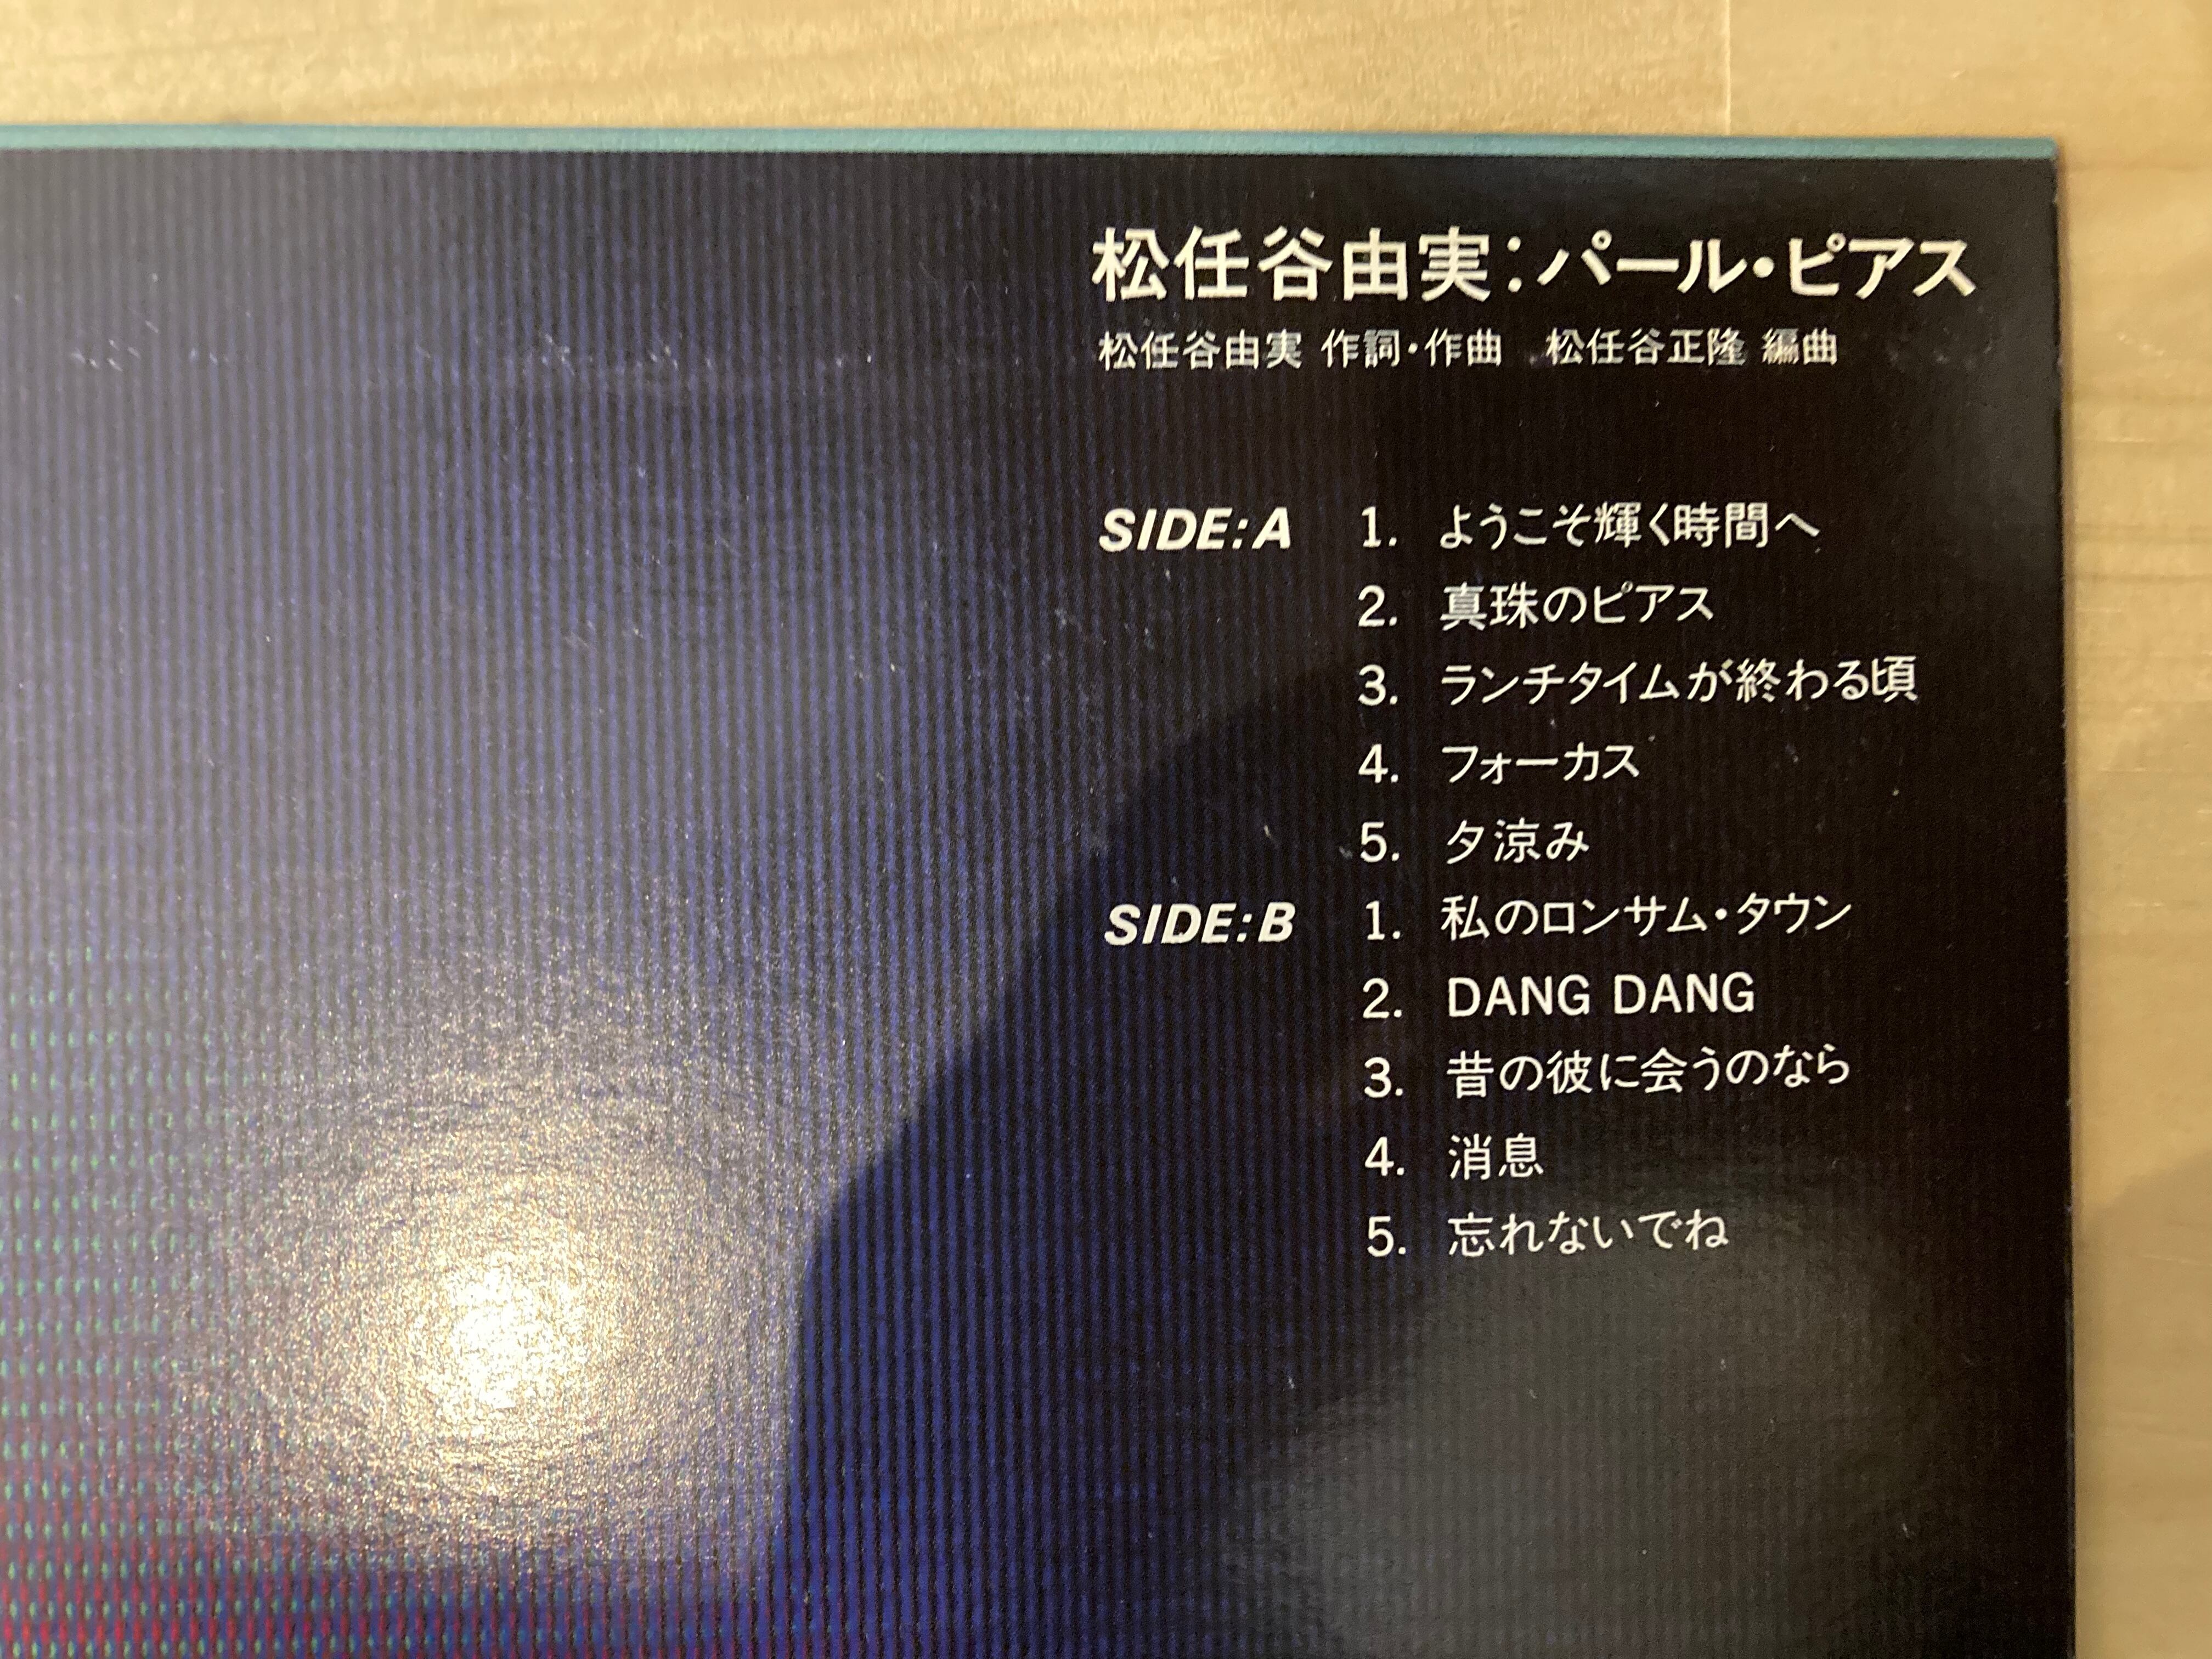 松任谷由実:パール・ピアス
松任谷由実 作詞・作曲 松任谷正隆 編曲
SIDE:A 1. ようこそ輝く時間へ
2. 真珠のピアス
3. ランチタイムが終わる頃
4. フォーカス
5. 夕涼み
SIDE:B 1. 私のロンサム・タウン
2. DANG DANG
3. 昔の彼に会うのなら
4. 消息
5. 忘れないでね